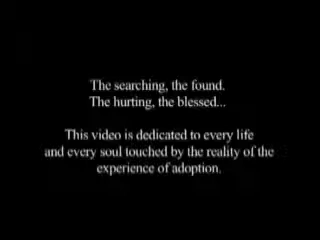 The searching, the found.
The hurting, the blessed...
This video is dedicated to every life
and every soul touched by the reality of the
experience of adoption.